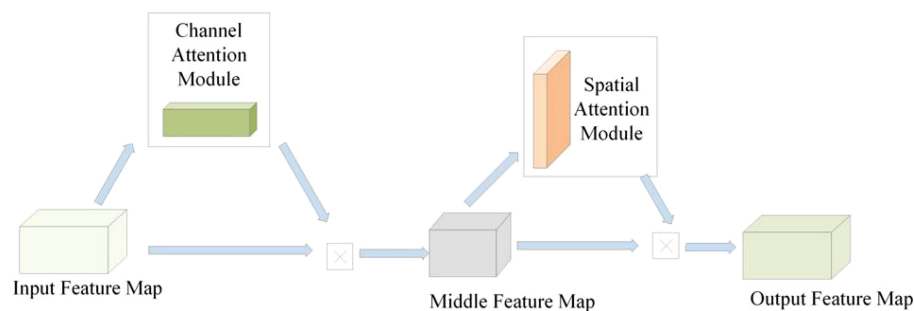 Channel
Attention
Module
Spatial
Attention
Module
Input Feature Map
Middle Feature Map
Output Feature Map